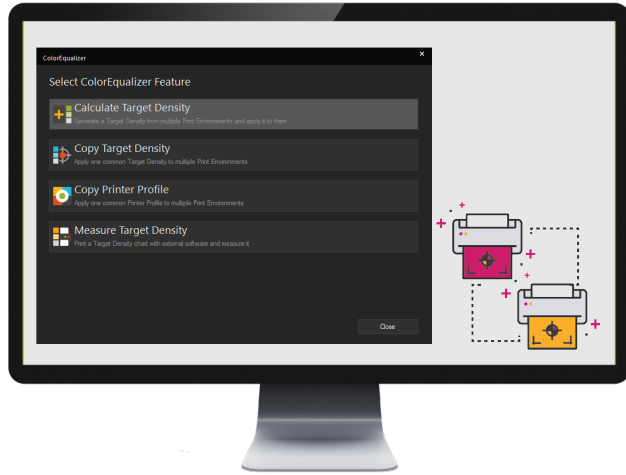 ColorEqualizer
Select ColorEqualizer Feature
Calculate Target Density
Generate a Target Density from multiple Print Environments and apply it to them
Copy Target Density
Apply one common Target Density to multiple Print Environments
Copy Printer Profile
Apply one common Printer Profile to multiple Print Environments
Measure Target Density
Print a Target Density chart with external software and measure it
Close